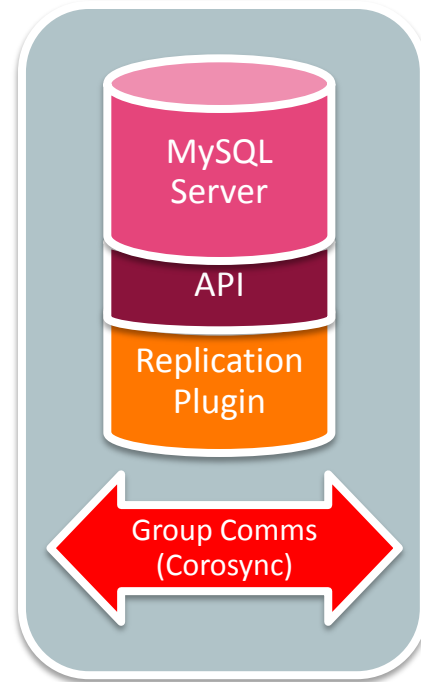 MySQL
Server
API
Replication
Plugin
Group Comms
(Corosync)